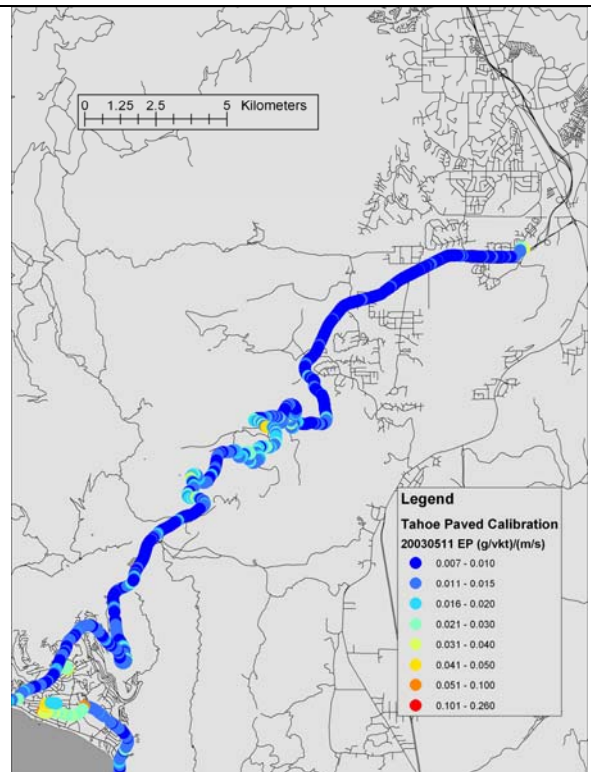 0 1.25 2.5 5 Kilometers
Legend
Tahoe Paved Calibration
20030511 EP (g/vkt)/(m/s)
0.007 - 0.010
0.011 - 0.015
0.016 - 0.020
0.021 - 0.030
0.031 - 0.040
0.041 - 0.050
0.051 - 0.100
0.101 - 0.260